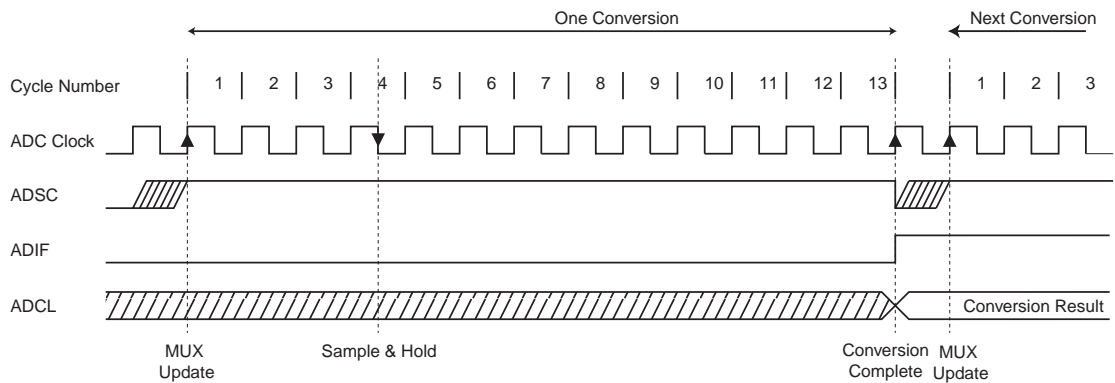 One Conversion Next Conversion
Cycle Number 1 2 3 4 5 6 7 8 9 10 11 12 13 1 2 3
ADC Clock
ADSC
ADIF
ADCL Conversion Result
MUX Update
Sample & Hold
Conversion Complete
MUX Update